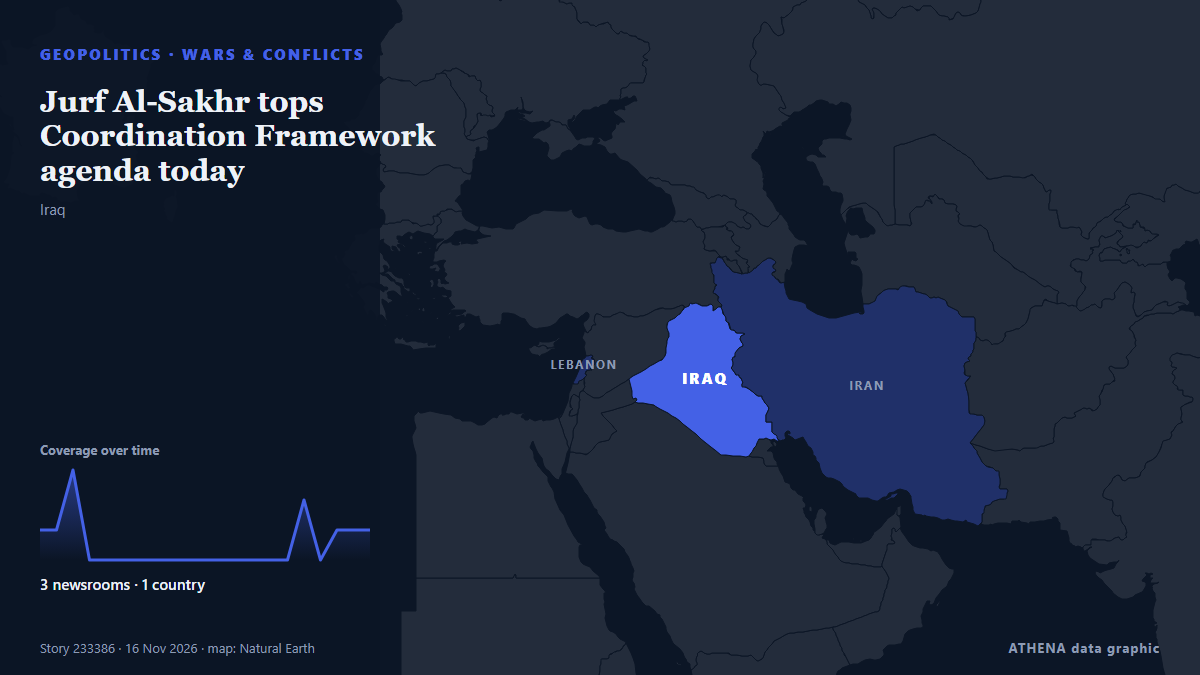 GEOPOLITICS · WARS & CONFLICTS
Jurf Al-Sakhr tops
Coordination Framework
agenda today
Iraq
LEBANON
IRAQ
IRAN
Coverage over time
3 newsrooms · 1 country
Story 233386 · 16 Nov 2026 · map: Natural Earth
ATHENA data graphic